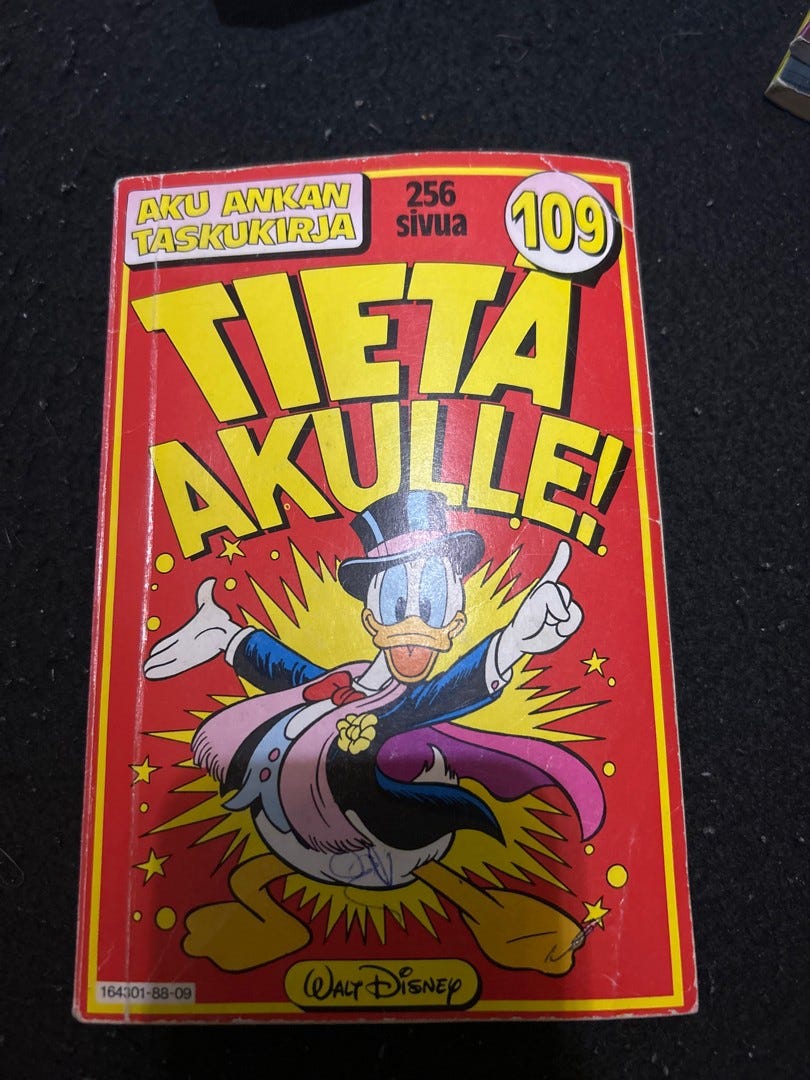 AKU ANKAN
TASKUKIRJA
256
sivua
109
TIETÄ
AKULLE!
164301-88-09
WALT DISNEY